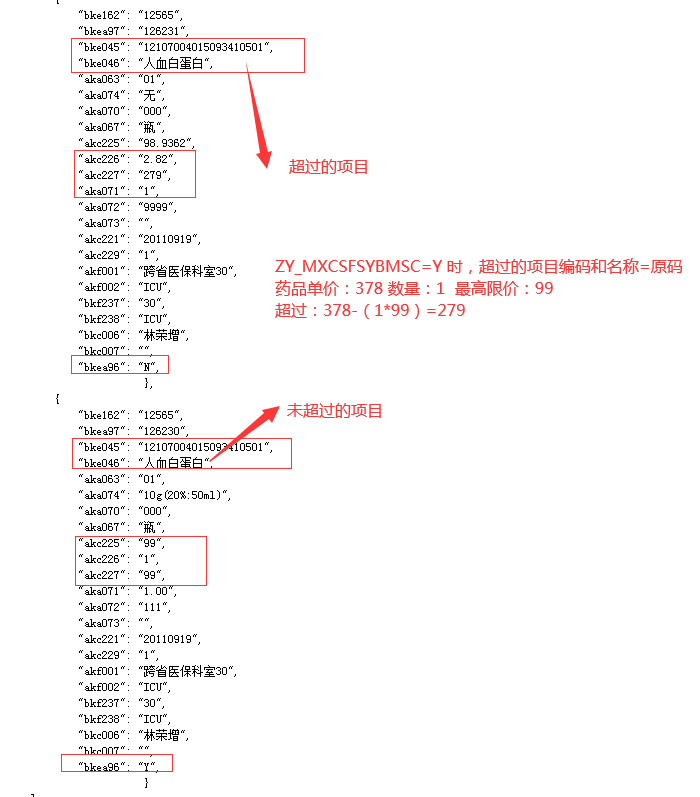 {
"bke162": "12565",
"bkea97": "126231",
"bke045": "12107004015093410501",
"bke046": "人血白蛋白",
"aka063": "01",
"aka074": "无",
"aka070": "000",
"aka067": "瓶",
"akc225": "98.9362",
"akc226": "2.82",
"akc227": "279",
"aka071": "1",
"aka072": "9999",
"aka073": "",
"akc221": "20110919",
"akc229": "1",
"akf001": "跨省医保科室30",
"akf002": "ICU",
"bkf237": "30",
"bkf238": "ICU",
"bkc006": "林荣增",
"bkc007": "",
"bkea96": "N",
},
超过的项目
ZY_MXCSFSYBMSC=Y 时，超过的项目编码和名称=原码
药品单价：378 数量：1 最高限价：99
超过：378-（1*99）=279
{
"bke162": "12565",
"bkea97": "126230",
"bke045": "12107004015093410501",
"bke046": "人血白蛋白",
"aka063": "01",
"aka074": "10g(20%:50ml)",
"aka070": "000",
"aka067": "瓶",
"akc225": "99",
"akc226": "1",
"akc227": "99",
"aka071": "1.00",
"aka072": "111",
"aka073": "",
"akc221": "20110919",
"akc229": "1",
"akf001": "跨省医保科室30",
"akf002": "ICU",
"bkf237": "30",
"bkf238": "ICU",
"bkc006": "林荣增",
"bkc007": "",
"bkea96": "Y",
}
未超过的项目